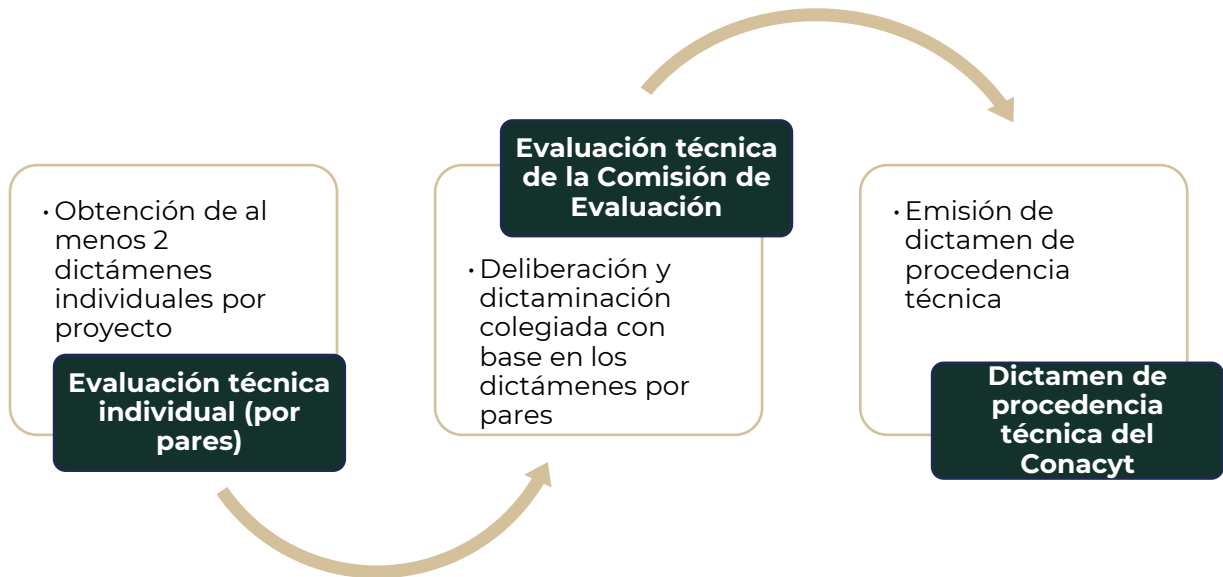 · Obtención de al
menos 2
dictámenes
individuales por
proyecto
Evaluación técnica
individual (por
pares)
Evaluación técnica
de la Comisión de
Evaluación
· Deliberación y
dictaminación
colegiada con
base en los
dictámenes por
pares
· Emisión de
dictamen de
procedencia
técnica
Dictamen de
procedencia
técnica del
Conacyt